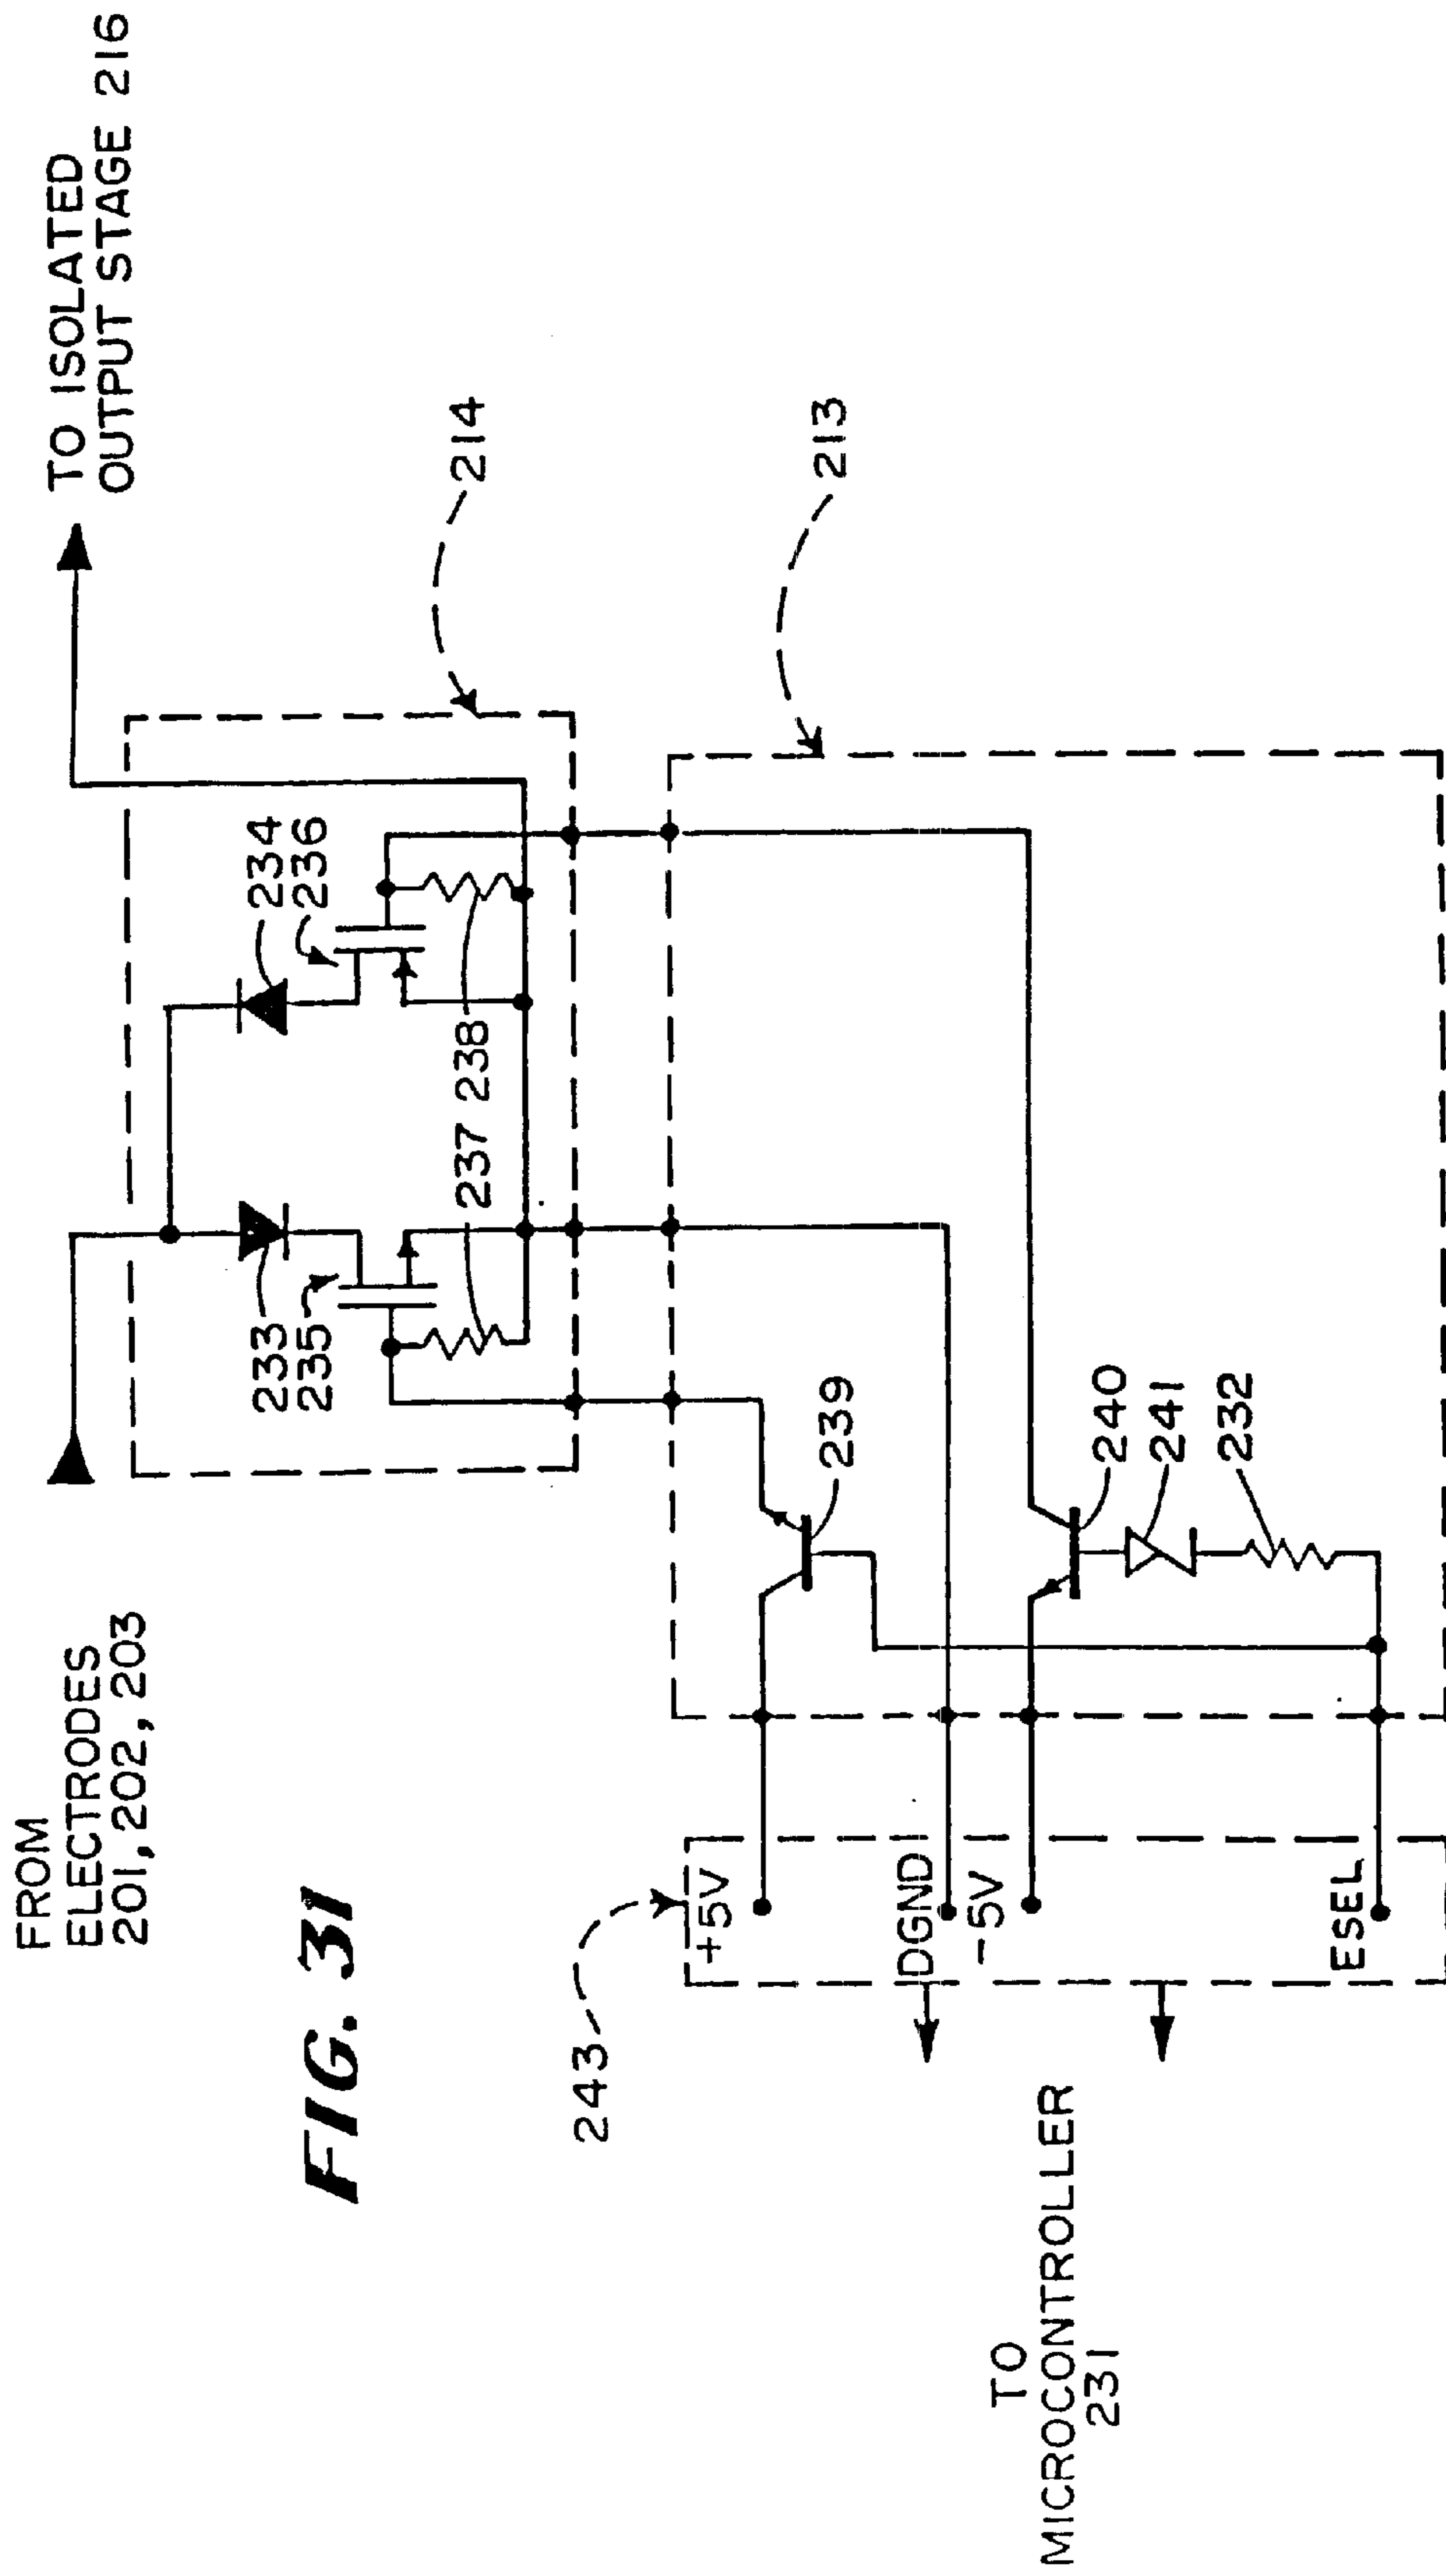 FIG. 31
FROM
ELECTRODES
201, 202, 203
TO ISOLATED
OUTPUT STAGE 216
233
235
234
236
237
238
214
213
239
240
241
232
243
+5V
DGND
-5V
ESEL
TO
MICROCONTROLLER
231